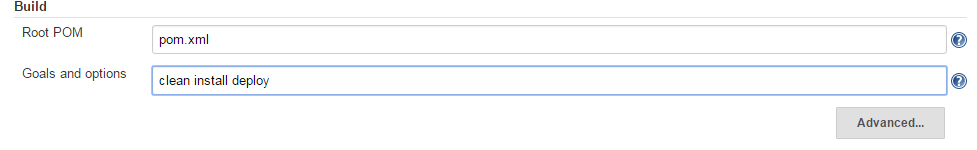 Build
Root POM
pom.xml
Goals and options
clean install deploy
Advanced...